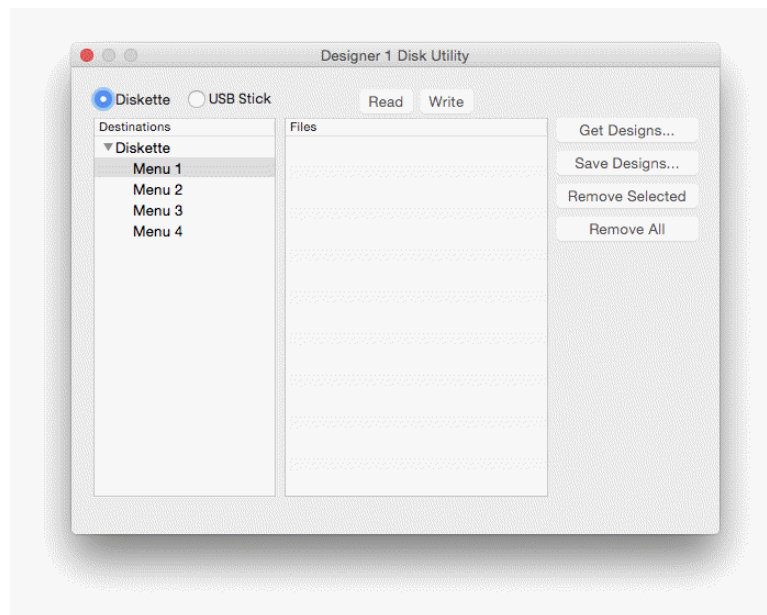 Designer 1 Disk Utility
Diskette USB Stick
Read Write
Destinations
Files
Diskette
Menu 1
Menu 2
Menu 3
Menu 4
Get Designs...
Save Designs...
Remove Selected
Remove All